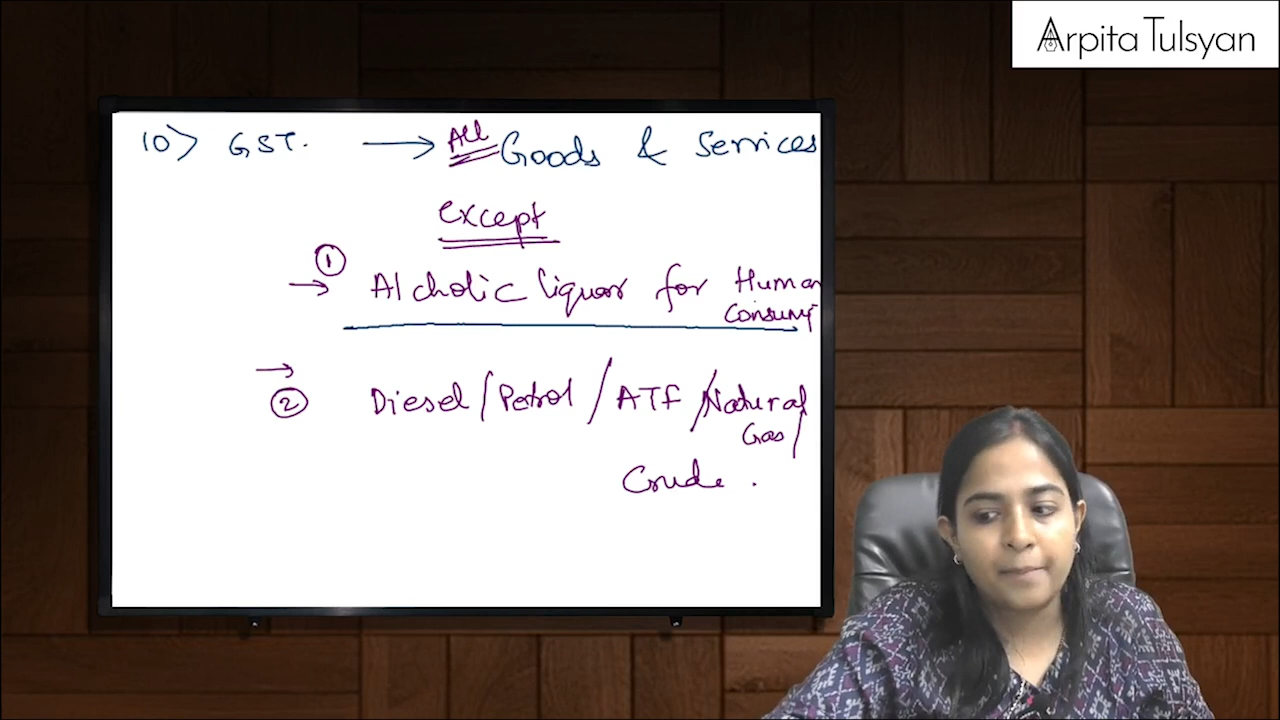 Arpita Tulsyan
10> GST. → All Goods & Services
except
→ ① Alcholic liquor for Human
Consump
→ ② Diesel / Petrol / ATF / Natural
Gas /
Crude .